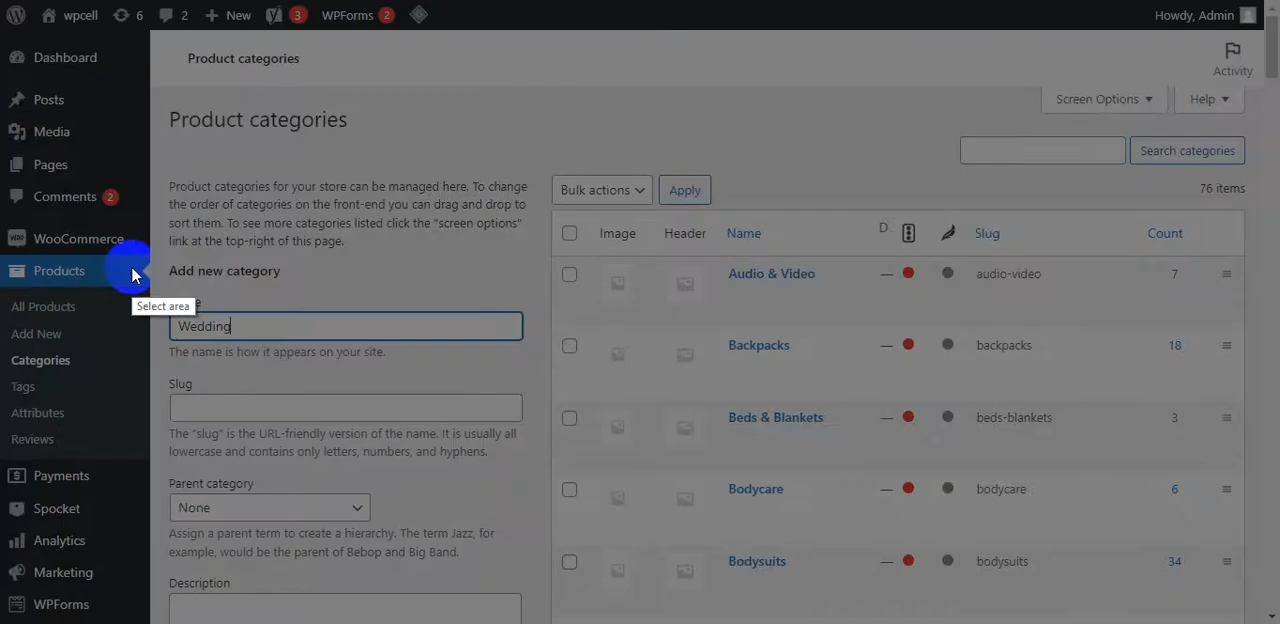 wpcell 6 2 New 3 WPForms 2 Howdy, Admin
Dashboard
Posts
Media
Pages
Comments 2
WooCommerce
Products
All Products
Add New
Categories
Tags
Attributes
Reviews
Payments
Spocket
Analytics
Marketing
WPForms
Select area
Product categories
Activity
Screen Options Help
Product categories
Search categories
Product categories for your store can be managed here. To change
the order of categories on the front-end you can drag and drop to
sort them. To see more categories listed click the "screen options"
link at the top-right of this page.
Add new category
Wedding
The name is how it appears on your site.
Slug
The "slug" is the URL-friendly version of the name. It is usually all
lowercase and contains only letters, numbers, and hyphens.
Parent category
None
Assign a parent term to create a hierarchy. The term Jazz, for
example, would be the parent of Bebop and Big Band.
Description
Bulk actions Apply 76 items
Image Header Name D Slug Count
Audio & Video — audio-video 7
Backpacks — backpacks 18
Beds & Blankets — beds-blankets 3
Bodycare — bodycare 6
Bodysuits — bodysuits 34